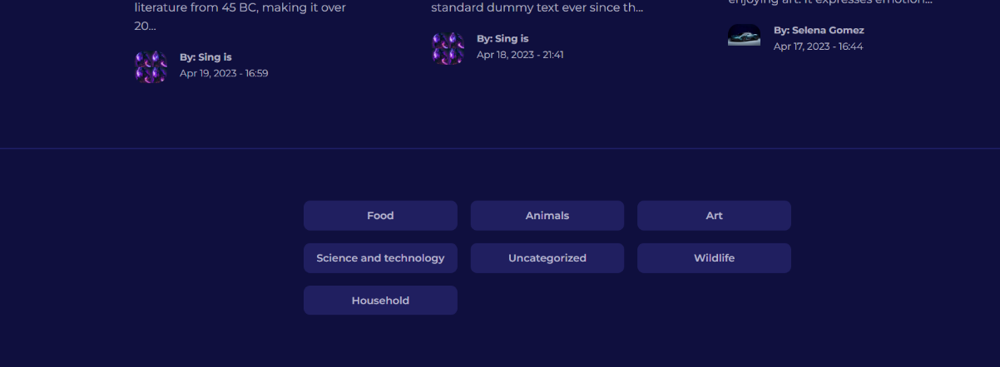 literature from 45 BC, making it over
20...
By: Sing is
Apr 19, 2023 - 16:59
standard dummy text ever since th...
By: Sing is
Apr 18, 2023 - 21:41
enjoying art. It expresses emotion...
By: Selena Gomez
Apr 17, 2023 - 16:44
Food
Animals
Art
Science and technology
Uncategorized
Wildlife
Household